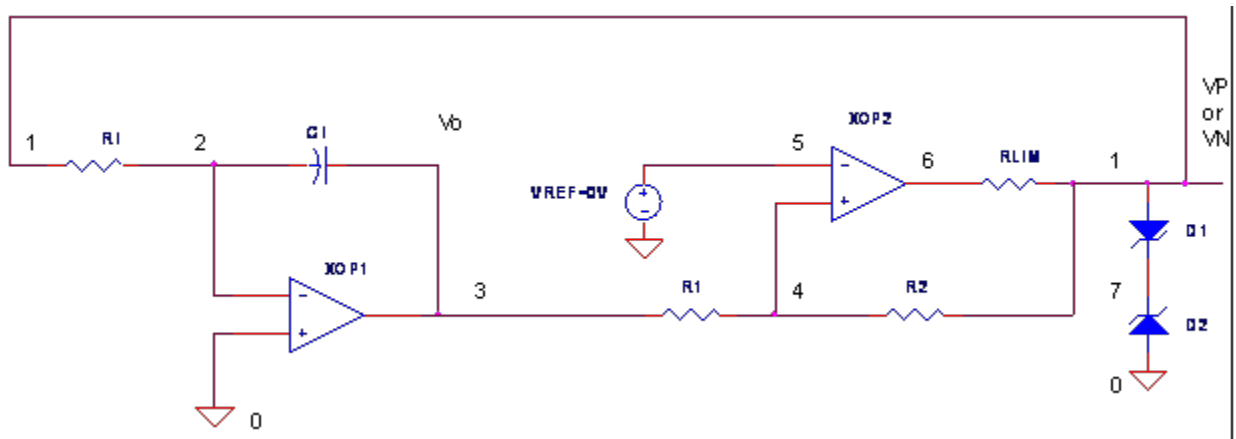 VP
or
VN
Vo
XOP2
1
RI
2
CI
5
6
RLIM
1
VREF=0V
D1
XOP1
3
R1
4
R2
7
D2
0
0